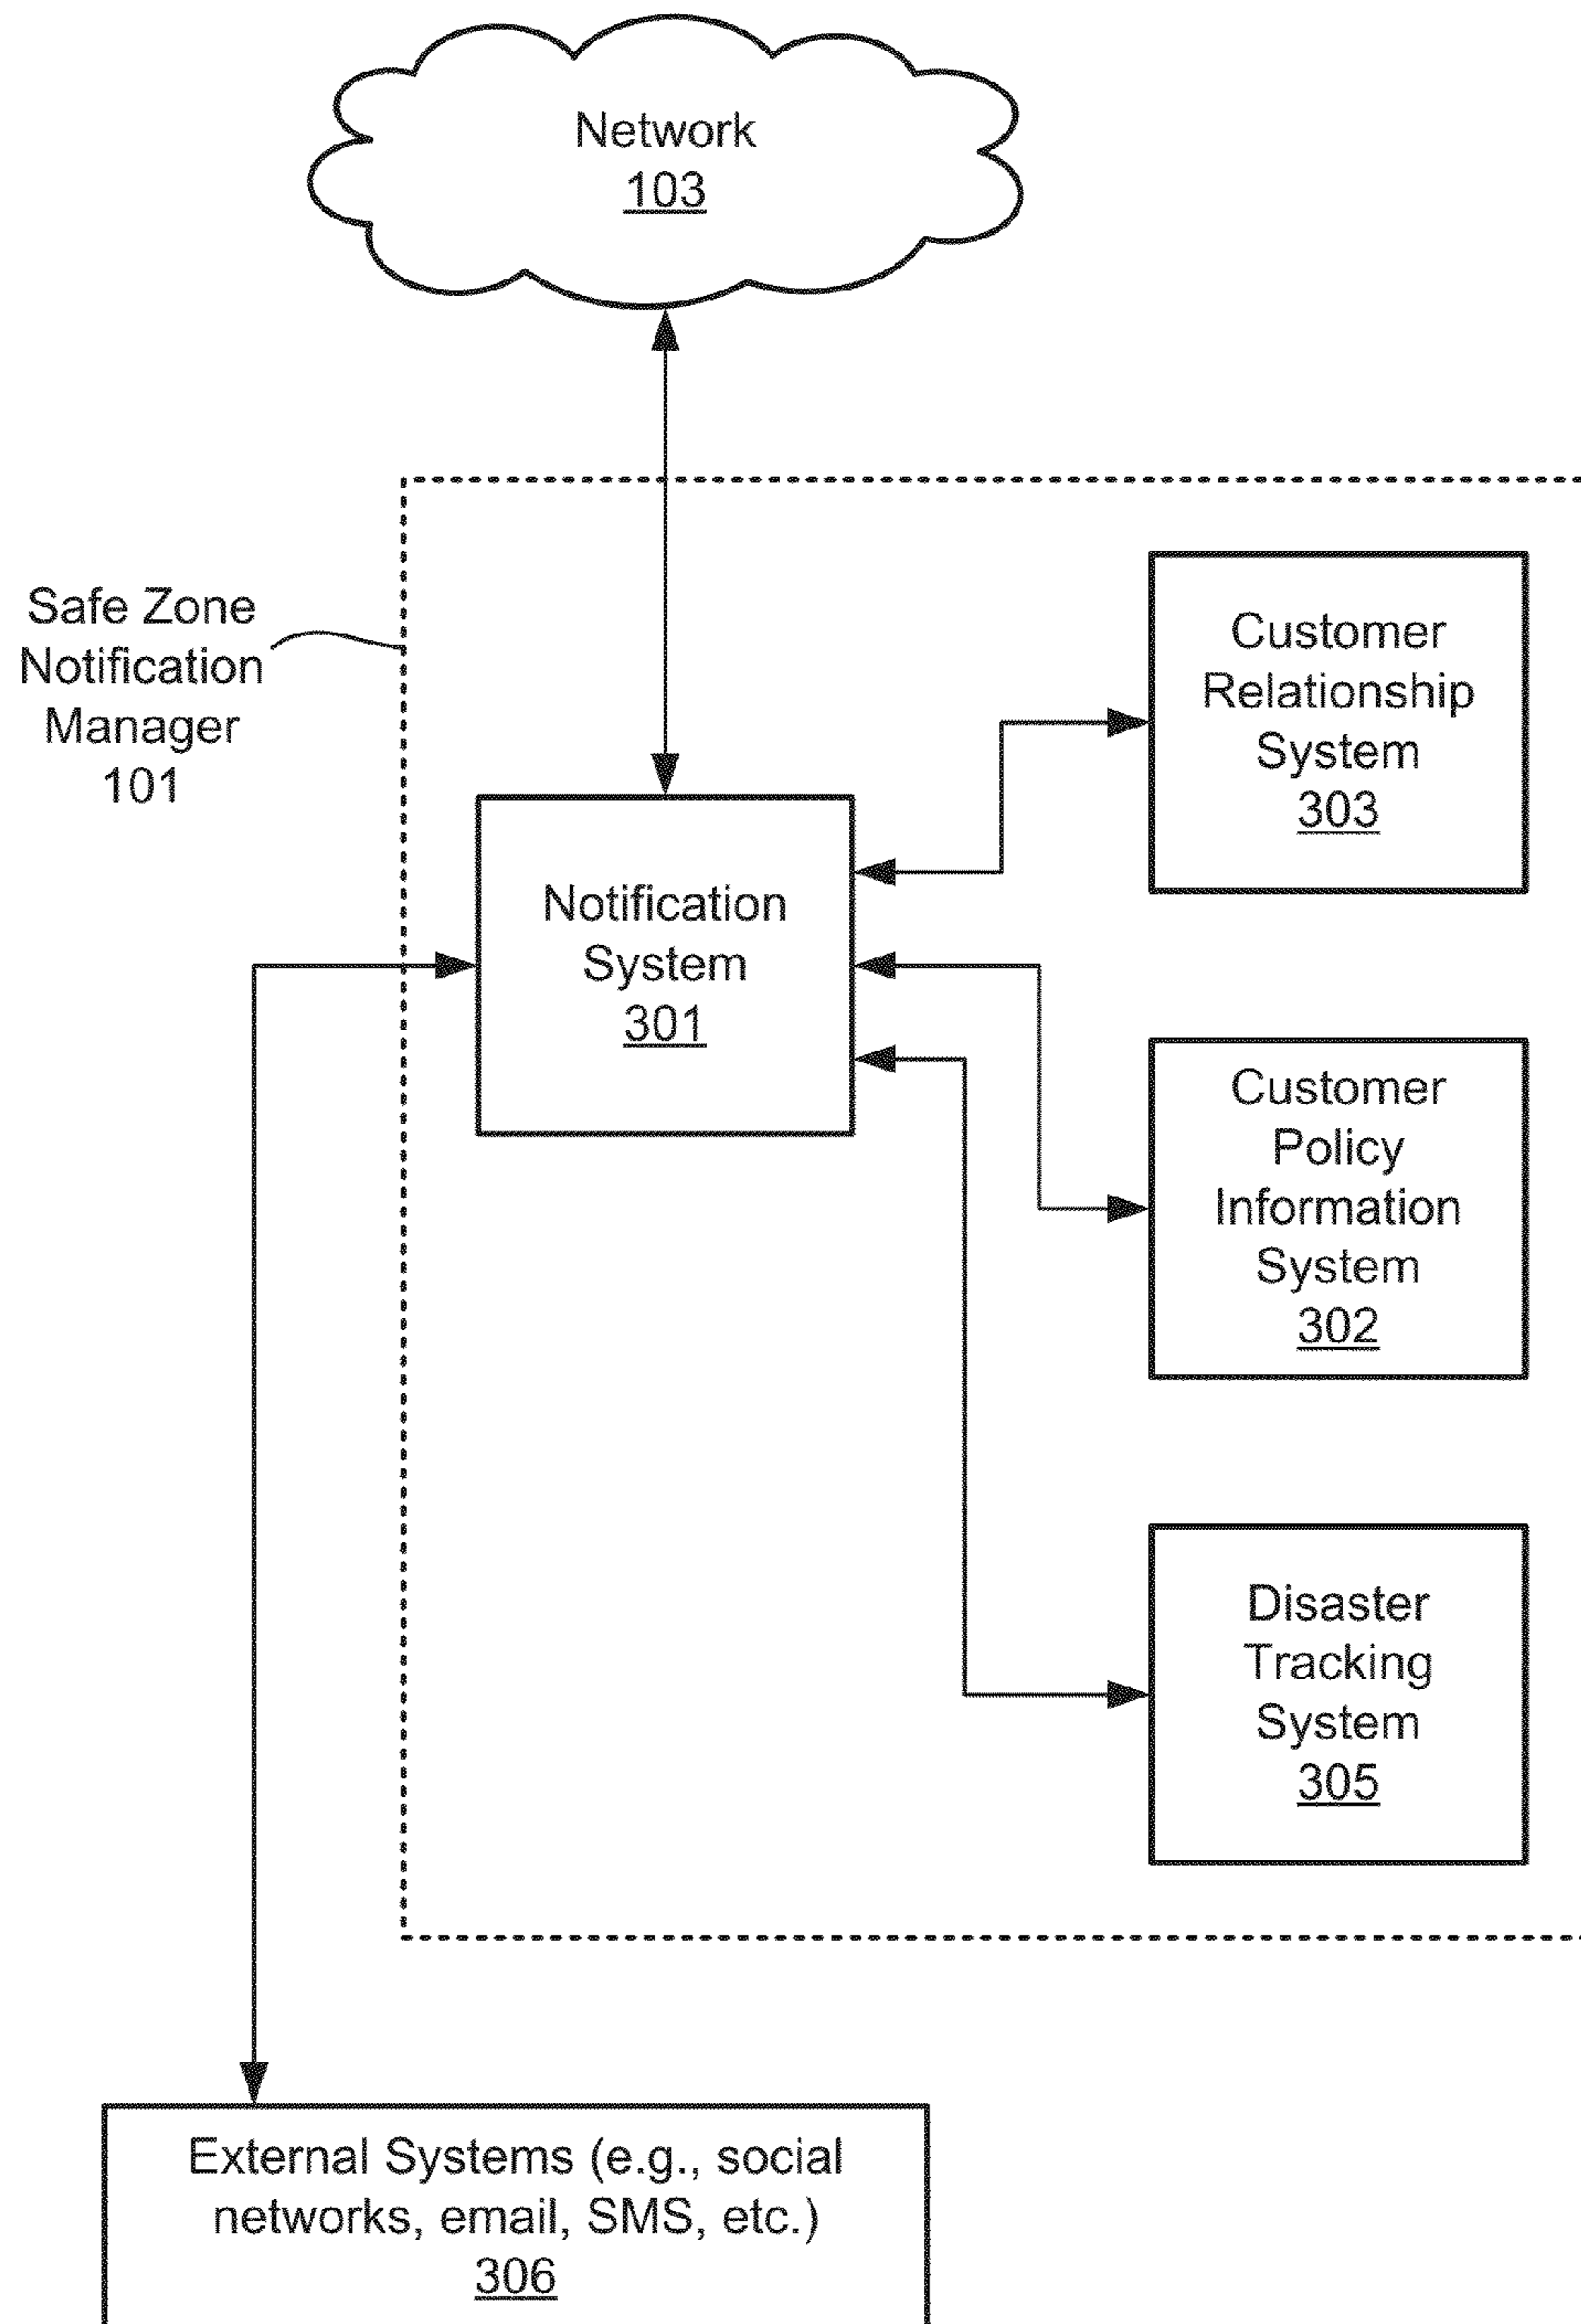 Network
103
Safe Zone
Notification
Manager
101
Customer
Relationship
System
303
Notification
System
301
Customer
Policy
Information
System
302
Disaster
Tracking
System
305
External Systems (e.g., social
networks, email, SMS, etc.)
306